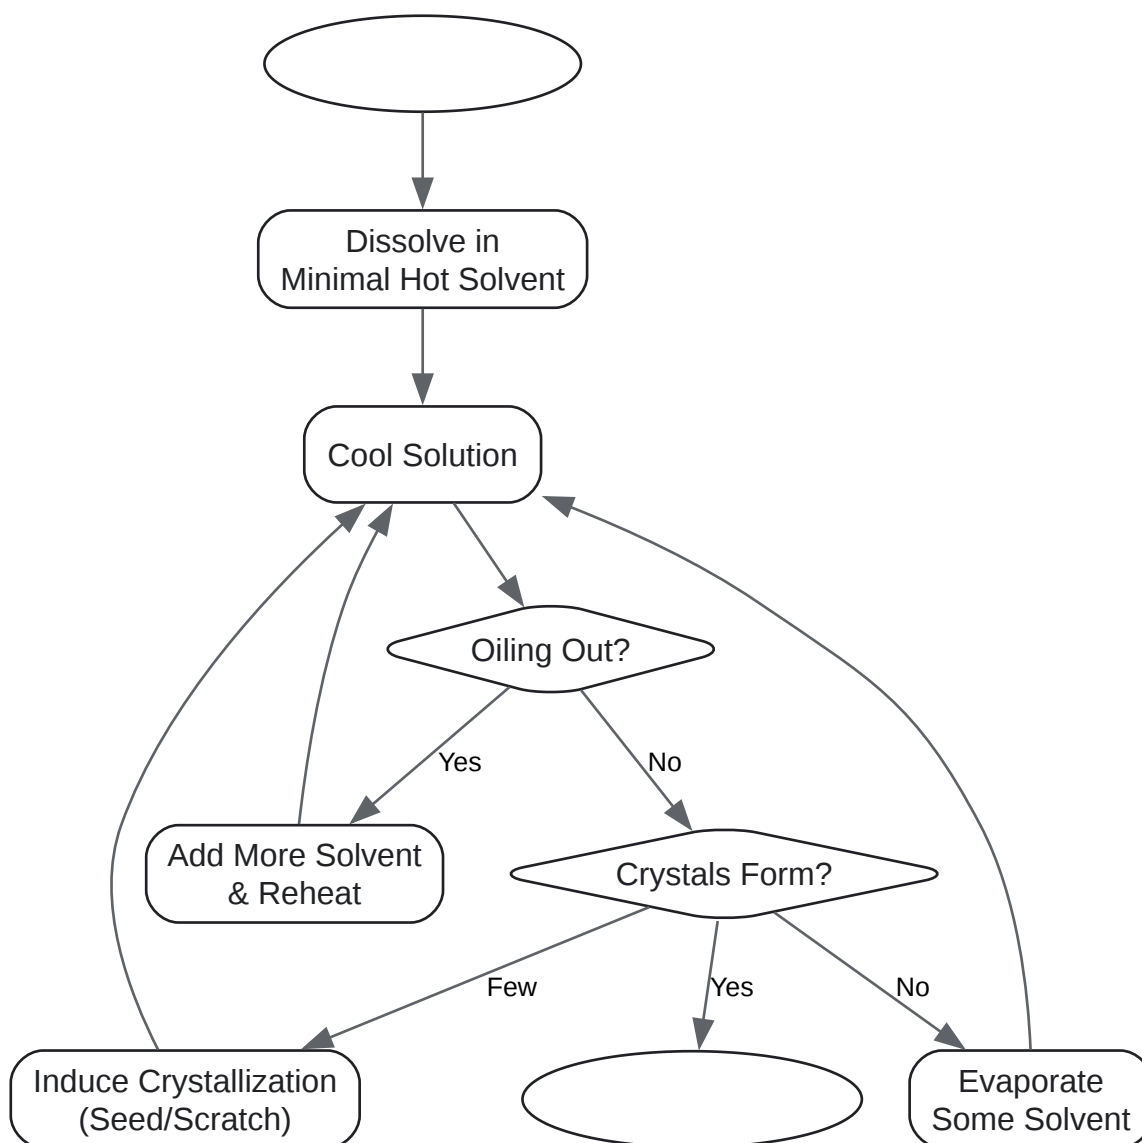 Dissolve in
Minimal Hot Solvent
Cool Solution
Oiling Out?
Yes
No
Add More Solvent
& Reheat
Crystals Form?
Few
Yes
No
Induce Crystallization
(Seed/Scratch)
Evaporate
Some Solvent